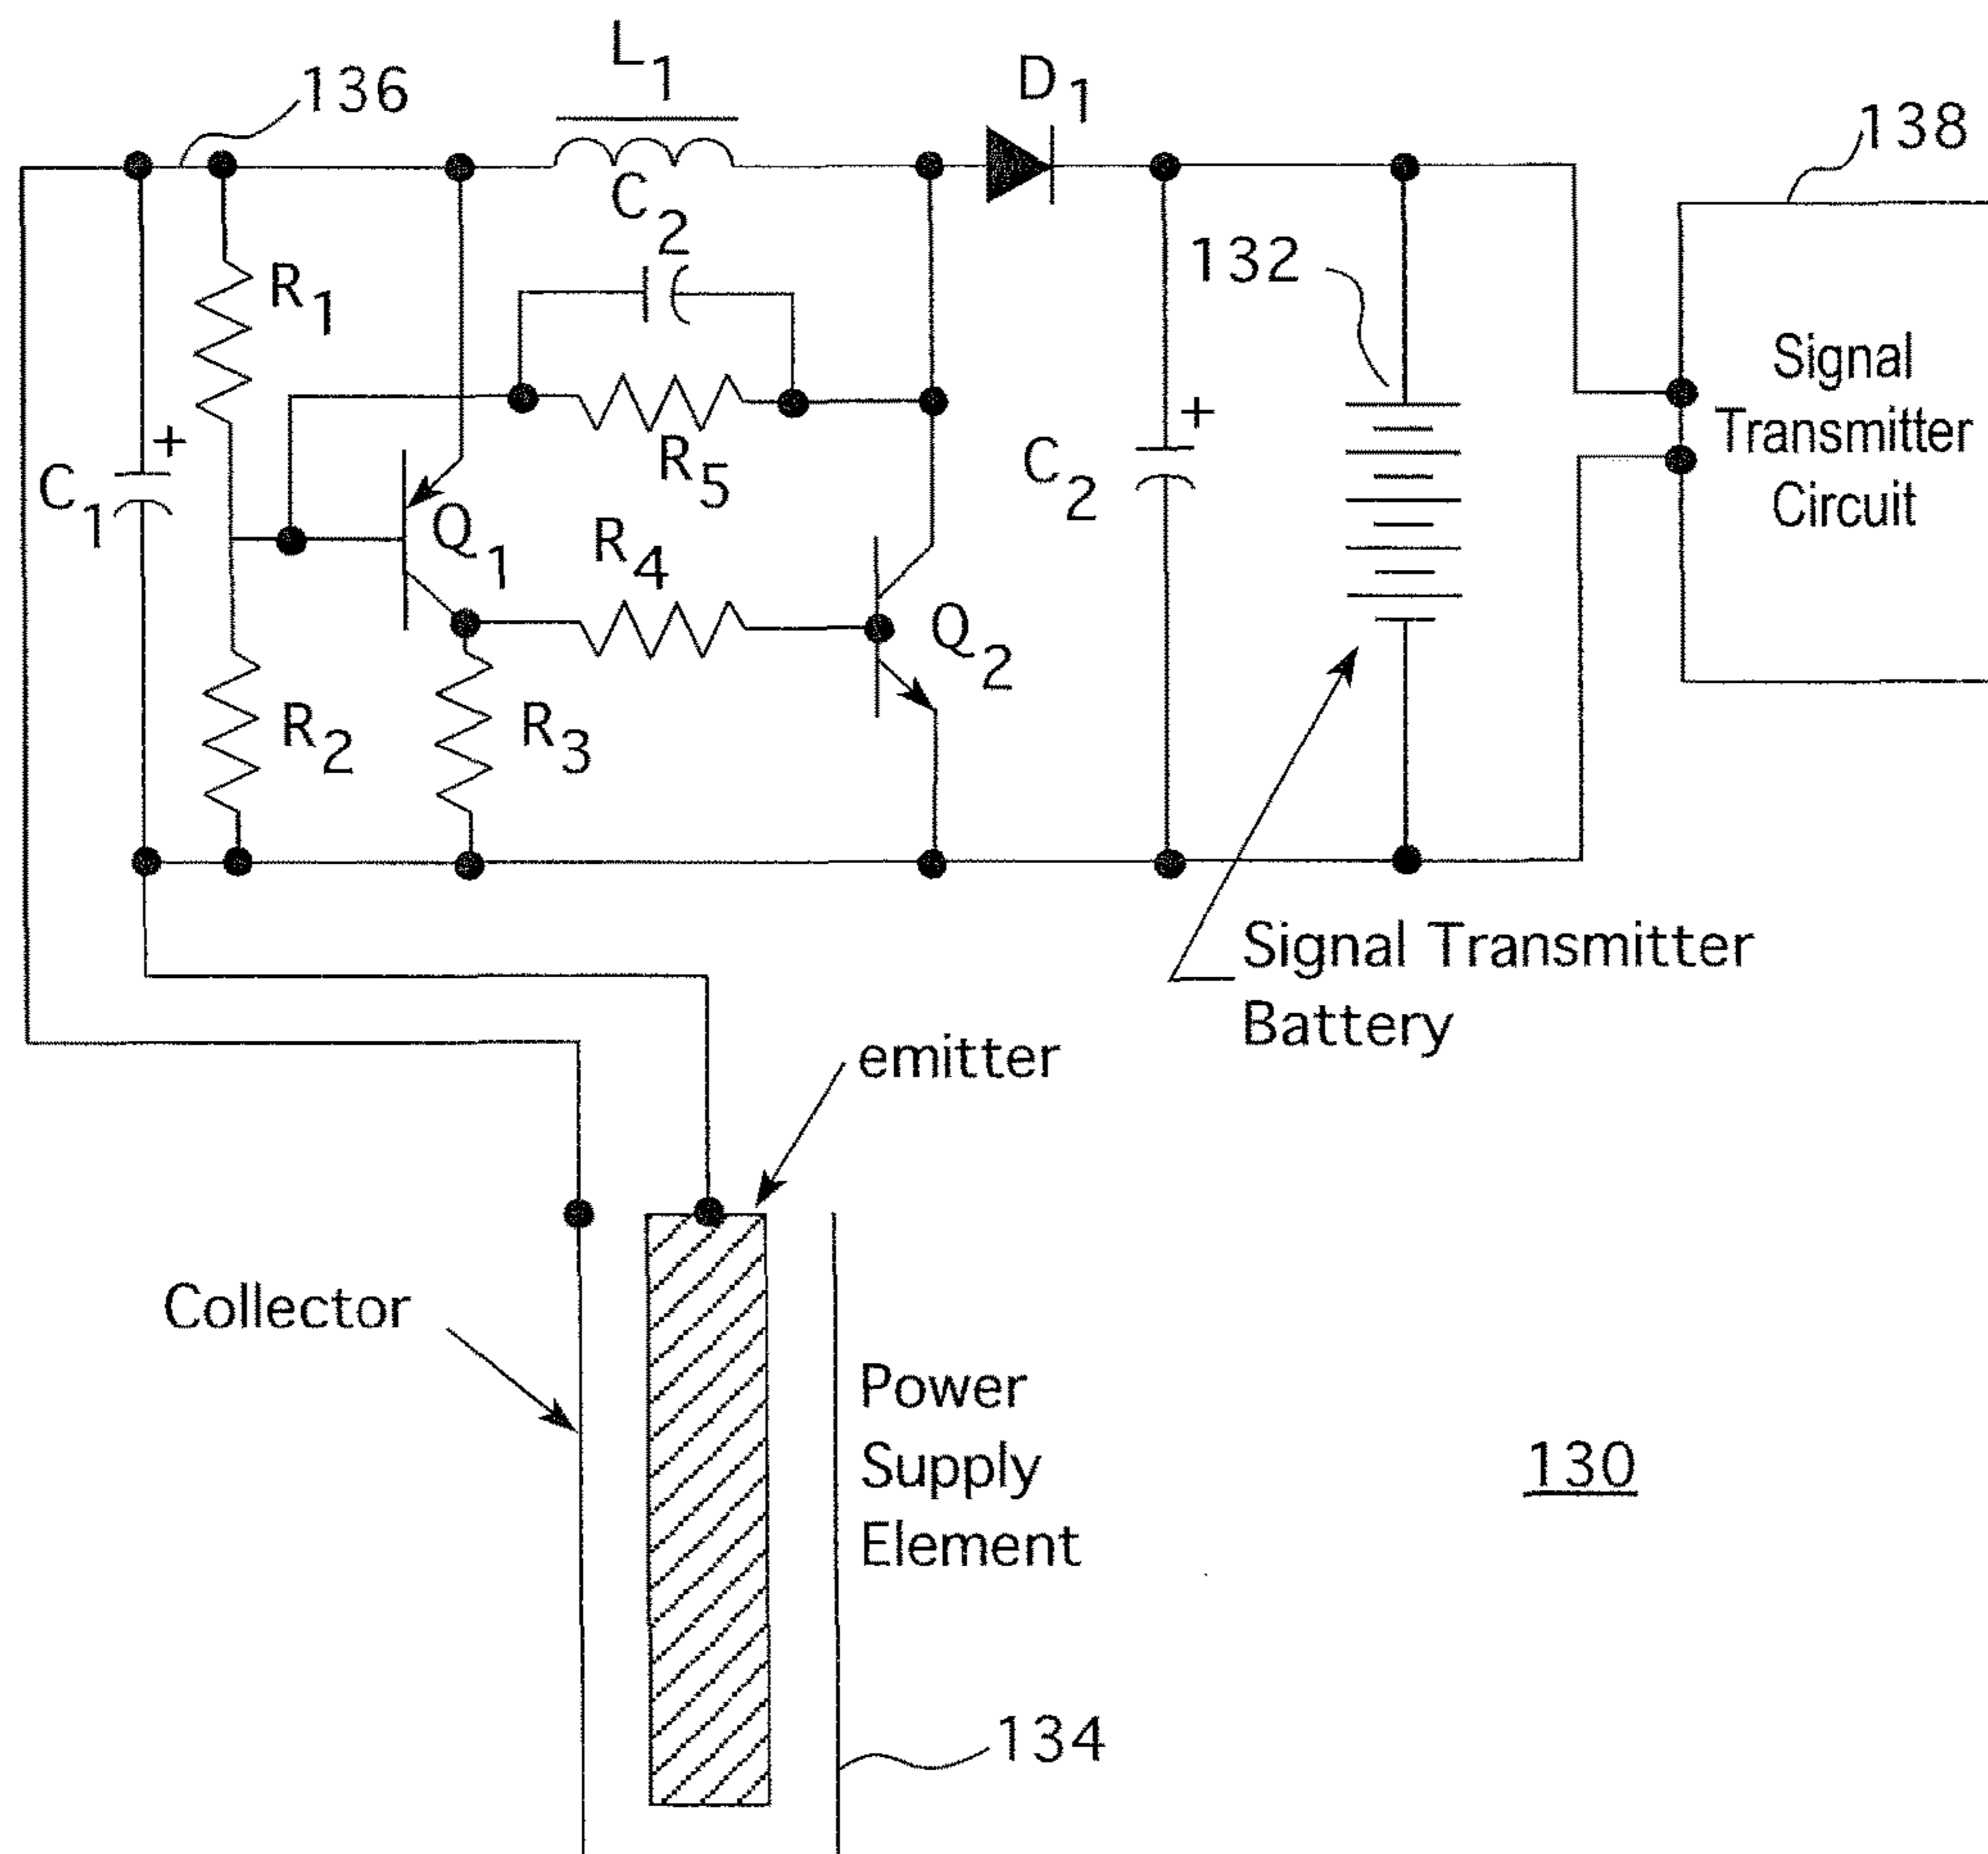 L1
136
D1
138
C2
132
R1
Signal
Transmitter
Circuit
+
+
R5
C2
C1
Q1
R4
Q2
R2
R3
Signal Transmitter
Battery
emitter
Collector
Power
Supply
Element
130
134